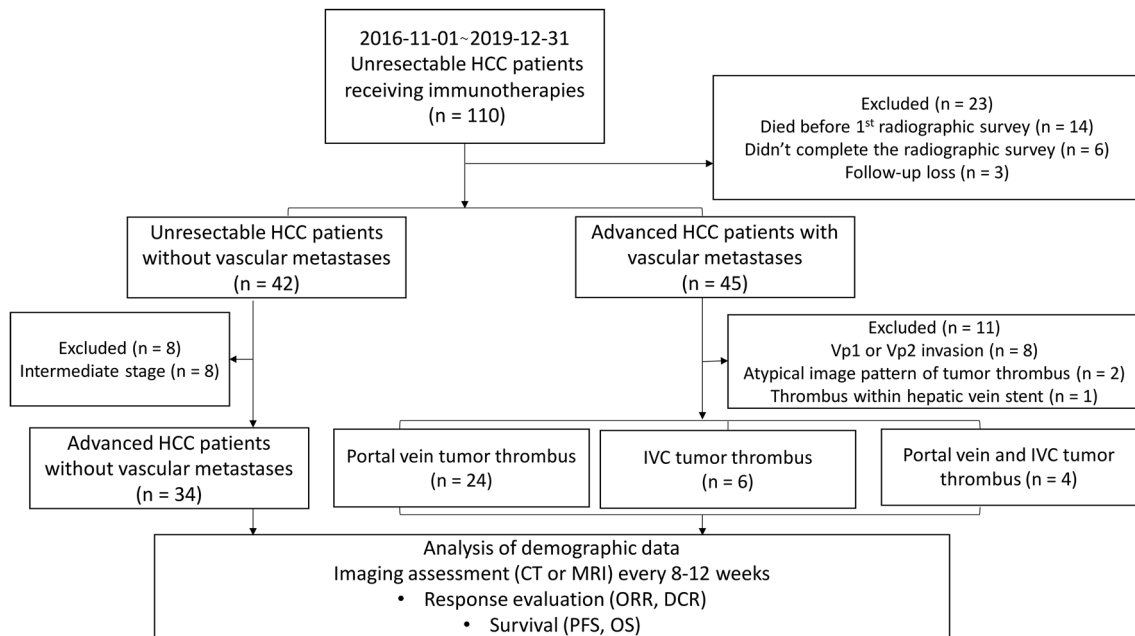 2016-11-01~2019-12-31
Unresectable HCC patients
receiving immunotherapies
(n = 110)
Excluded (n = 23)
Died before 1st radiographic survey (n = 14)
Didn’t complete the radiographic survey (n = 6)
Follow-up loss (n = 3)
Unresectable HCC patients
without vascular metastases
(n = 42)
Advanced HCC patients with
vascular metastases
(n = 45)
Excluded (n = 8)
Intermediate stage (n = 8)
Excluded (n = 11)
Vp1 or Vp2 invasion (n = 8)
Atypical image pattern of tumor thrombus (n = 2)
Thrombus within hepatic vein stent (n = 1)
Advanced HCC patients
without vascular metastases
(n = 34)
Portal vein tumor thrombus
(n = 24)
IVC tumor thrombus
(n = 6)
Portal vein and IVC tumor
thrombus (n = 4)
Analysis of demographic data
Imaging assessment (CT or MRI) every 8-12 weeks
• Response evaluation (ORR, DCR)
• Survival (PFS, OS)